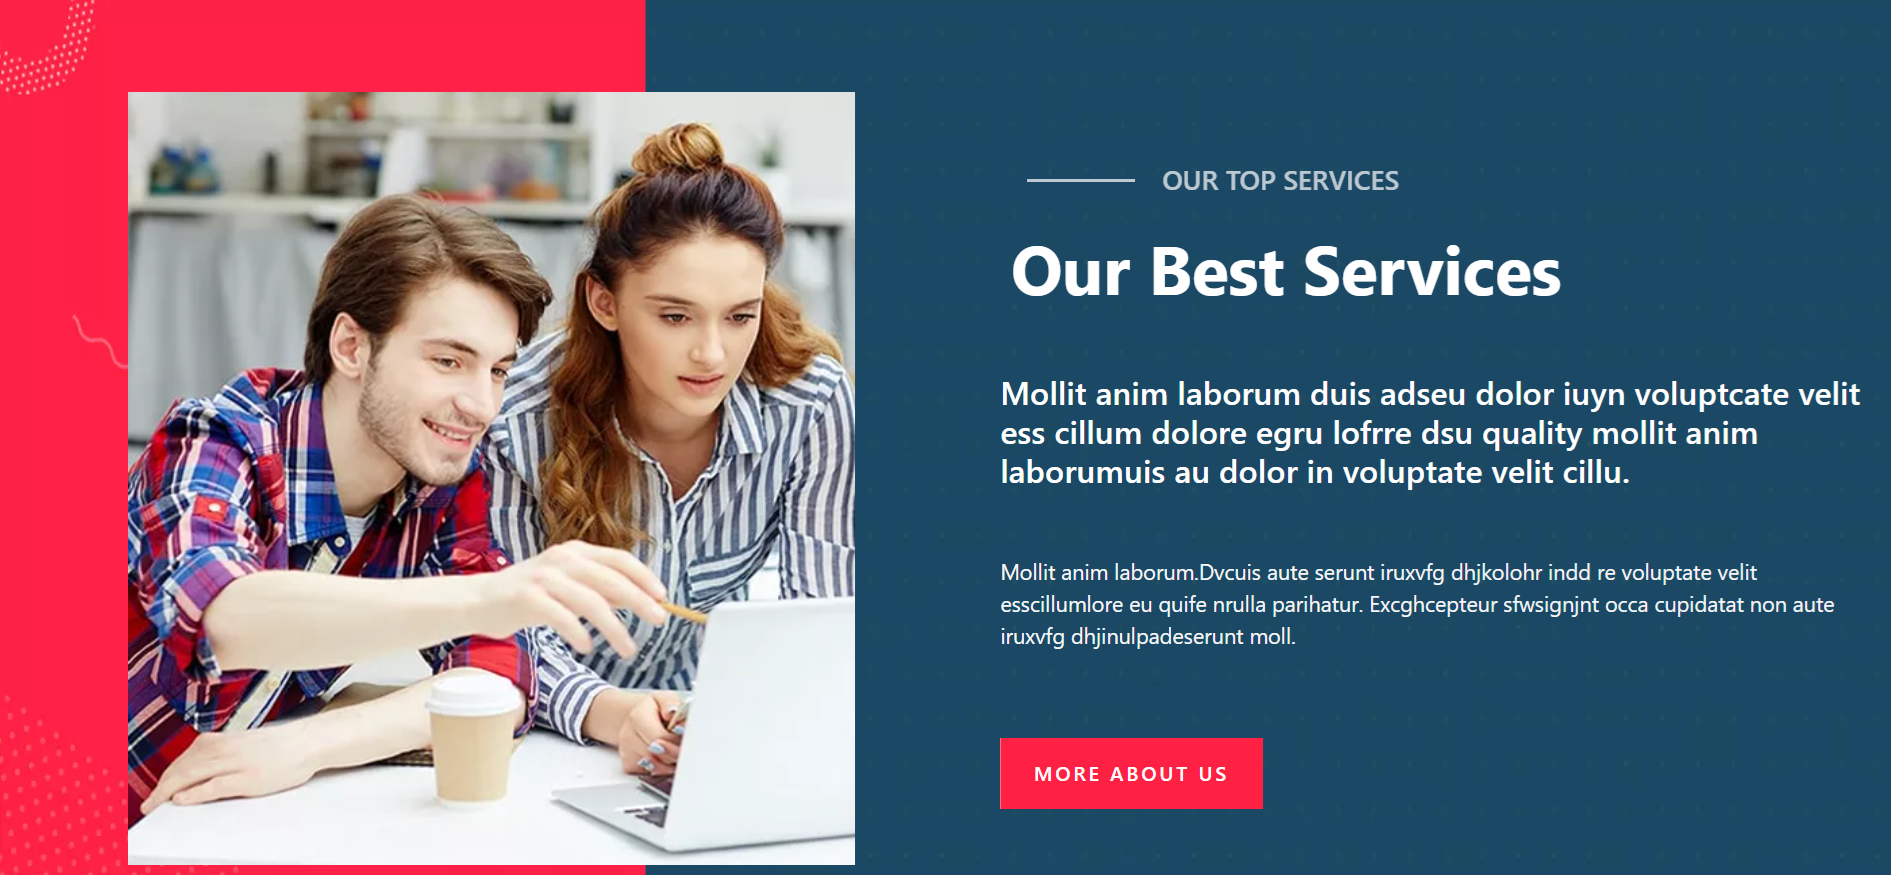 OUR TOP SERVICES
Our Best Services
Mollit anim laborum duis adseu dolor iuyn voluptcate velit
ess cillum dolore egru lofrre dsu quality mollit anim
laborumuis au dolor in voluptate velit cillu.
Mollit anim laborum.Dvcuis aute serunt iruxvfg dhjkolohr indd re voluptate velit
esscillumlore eu quife nrulla parihatur. Excghcepteur sfwsignjnt occa cupidatat non aute
iruxvfg dhjinulpadeserunt moll.
MORE ABOUT US